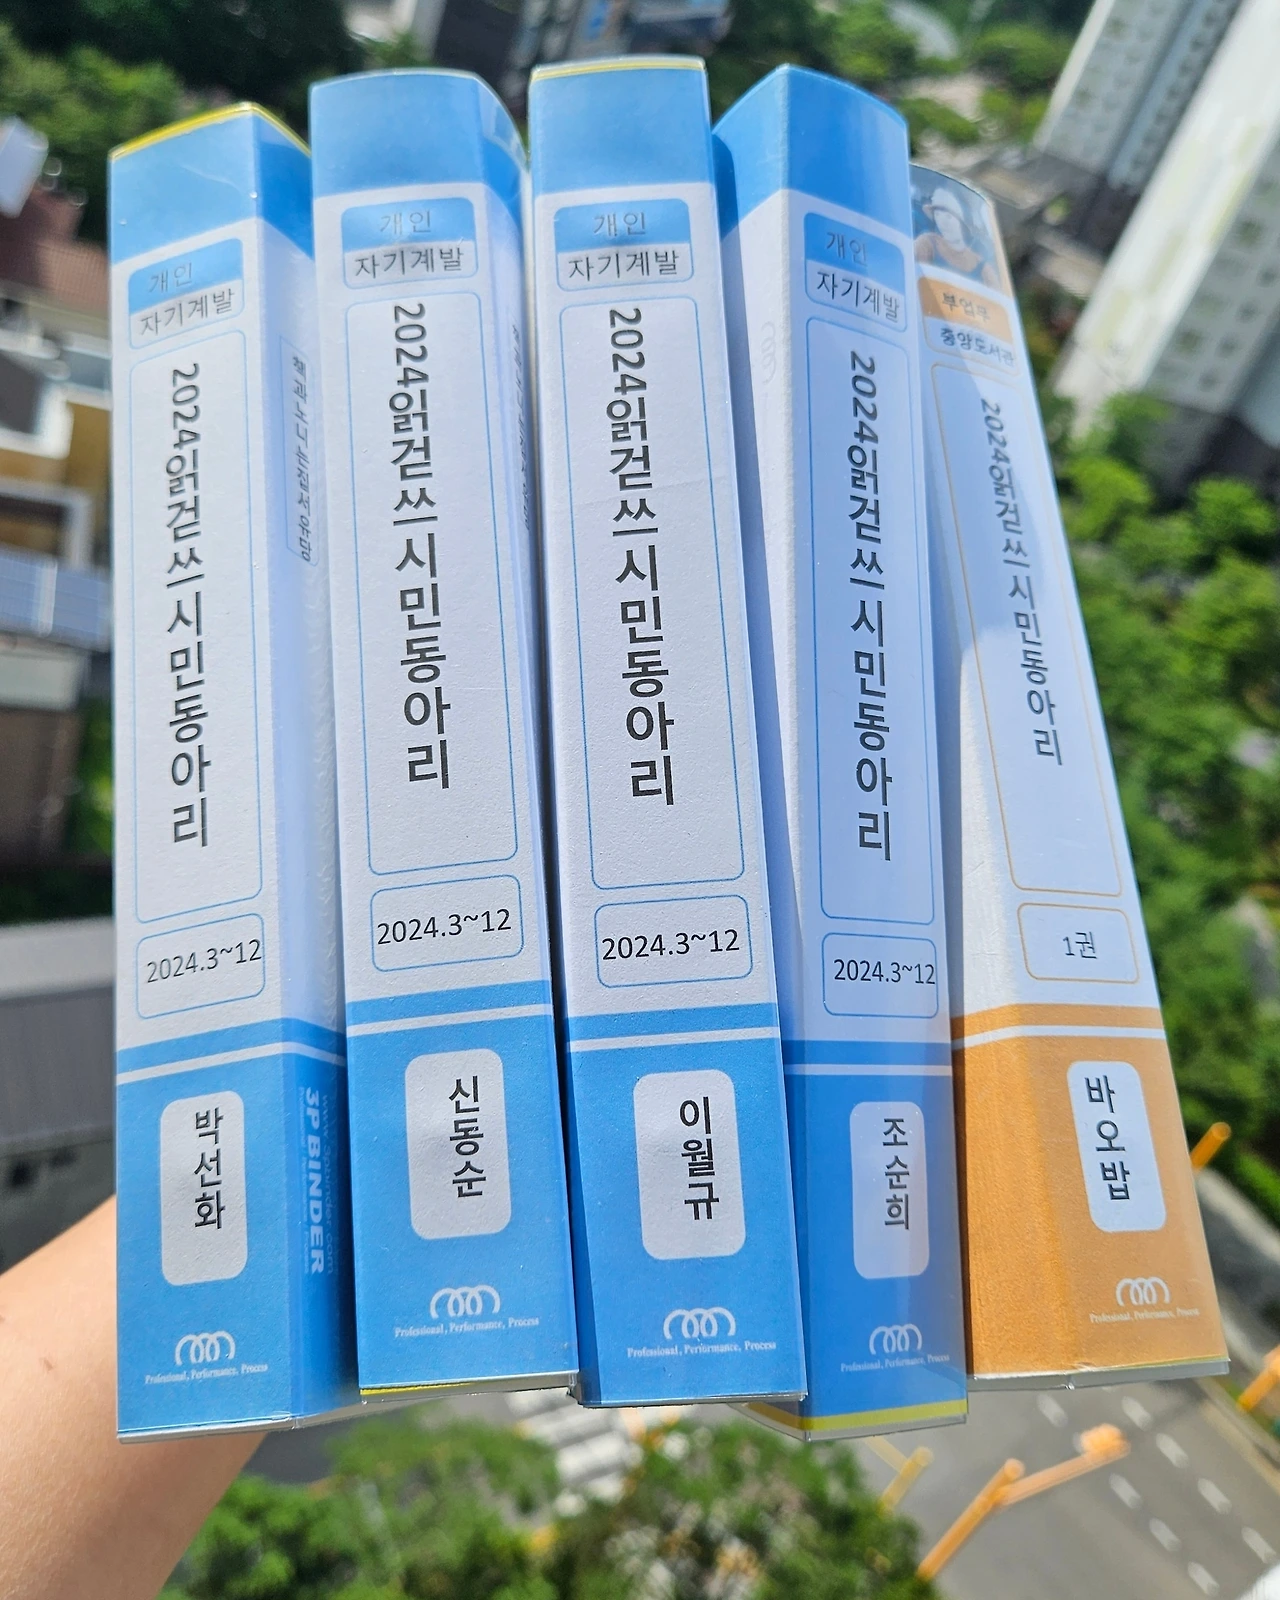 개인
자기계발
2024읽걷쓰 시민동아리
2024.3~12
박선화
Professional, Performance, Process
3P BINDER
개인
자기계발
2024읽걷쓰 시민동아리
2024.3~12
신동순
Professional, Performance, Process
개인
자기계발
2024읽걷쓰 시민동아리
2024.3~12
이월규
Professional, Performance, Process
개인
자기계발
2024읽걷쓰 시민동아리
2024.3~12
조순희
Professional, Performance, Process
부업무
중앙도서관
2024읽걷쓰 시민동아리
1권
바오밥
Professional, Performance, Process